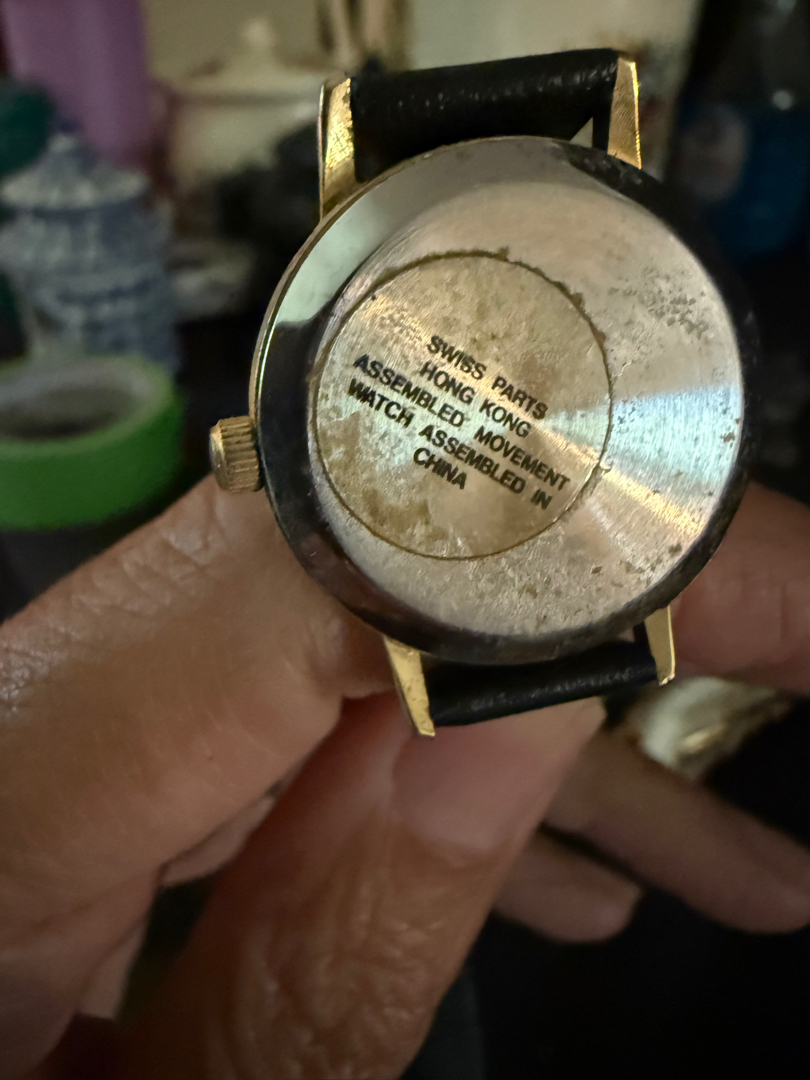 SWISS PARTS
HONG KONG
ASSEMBLED MOVEMENT
WATCH ASSEMBLED IN
CHINA